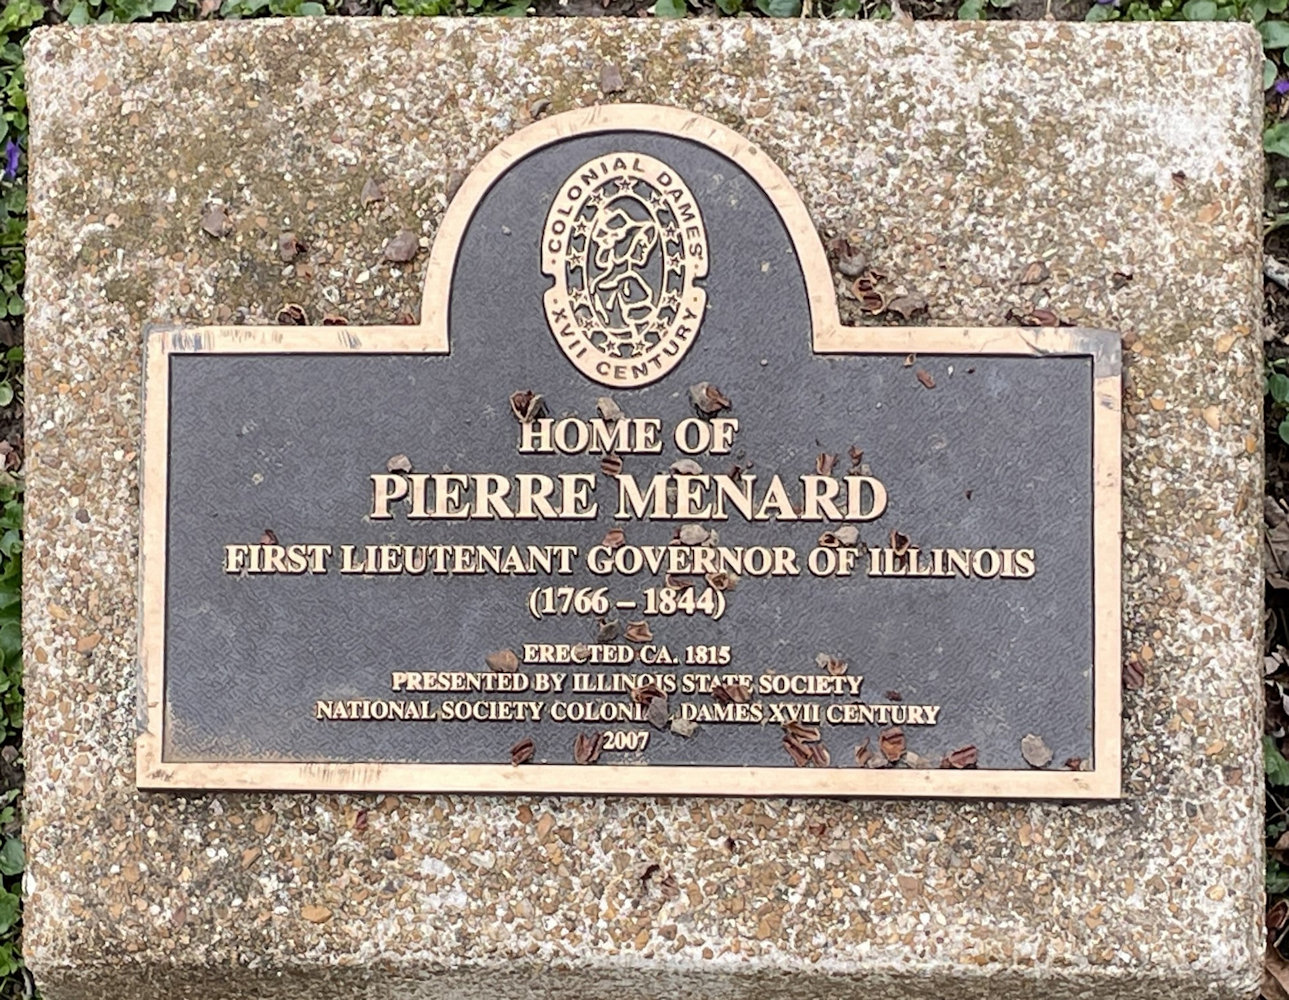 COLONIAL DAMES
XVII CENTURY
HOME OF
PIERRE MENARD
FIRST LIEUTENANT GOVERNOR OF ILLINOIS
(1766 – 1844)
ERECTED CA. 1815
PRESENTED BY ILLINOIS STATE SOCIETY
NATIONAL SOCIETY COLONIAL DAMES XVII CENTURY
2007